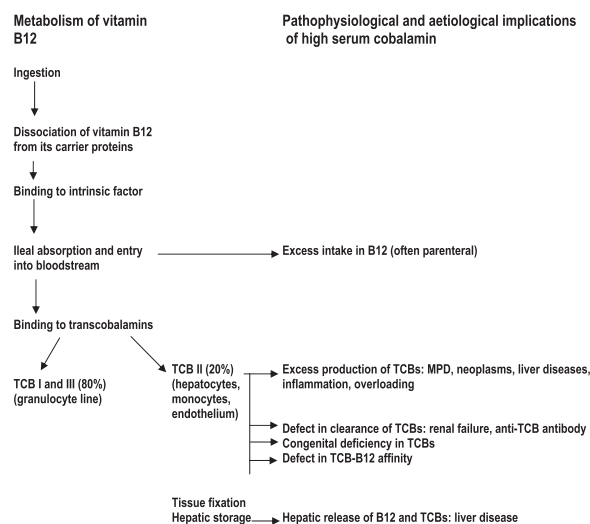 Metabolism of vitamin
B12
Pathophysiological and aetiological implications
of high serum cobalamin
Ingestion
Dissociation of vitamin B12
from its carrier proteins
Binding to intrinsic factor
Ileal absorption and entry
into bloodstream
Excess intake in B12 (often parenteral)
Binding to transcobalamins
TCB I and III (80%)
(granulocyte line)
TCB II (20%)
(hepatocytes,
monocytes,
endothelium)
Excess production of TCBs: MPD, neoplasms, liver diseases,
inflammation, overloading
Defect in clearance of TCBs: renal failure, anti-TCB antibody
Congenital deficiency in TCBs
Defect in TCB-B12 affinity
Tissue fixation
Hepatic storage
Hepatic release of B12 and TCBs: liver disease